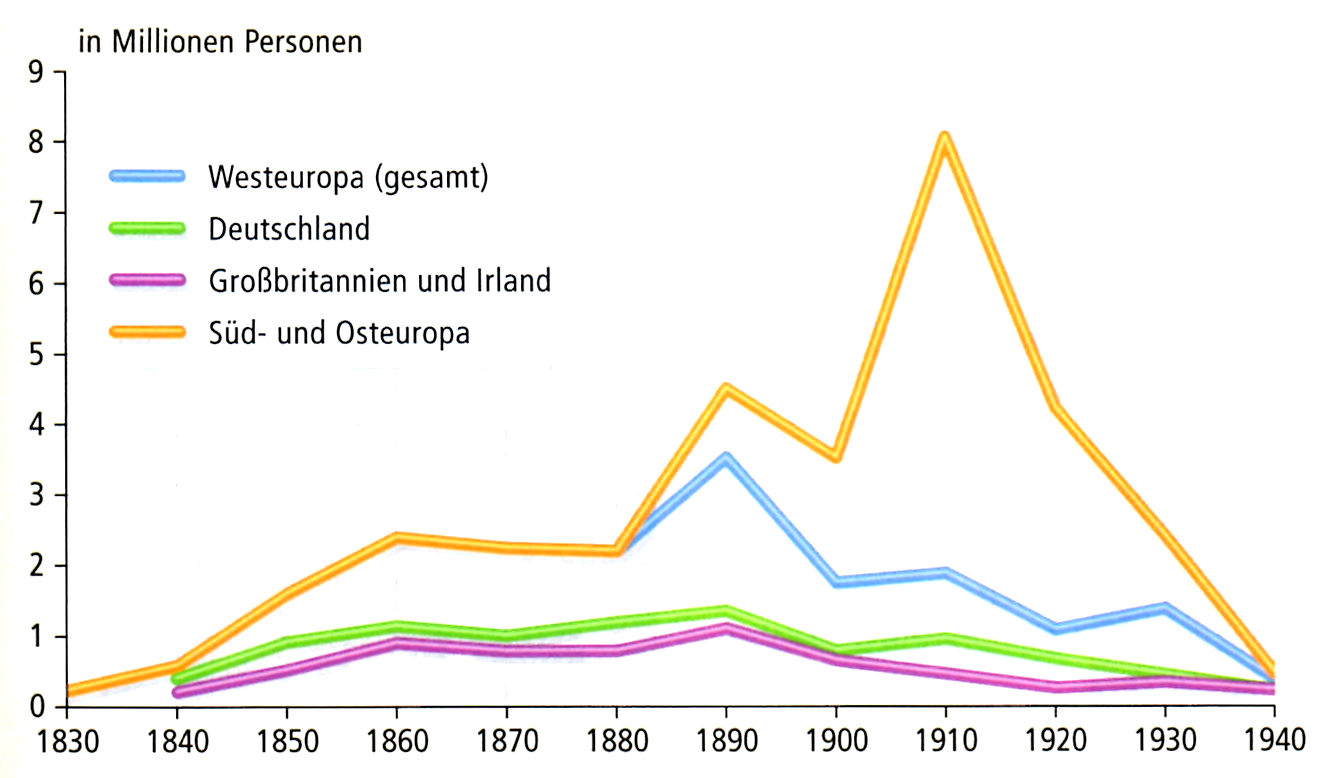 in Millionen Personen
9
8
7
6
5
4
3
2
1
0
Westeuropa (gesamt)
Deutschland
Großbritannien und Irland
Süd- und Osteuropa
1830 1840 1850 1860 1870 1880 1890 1900 1910 1920 1930 1940